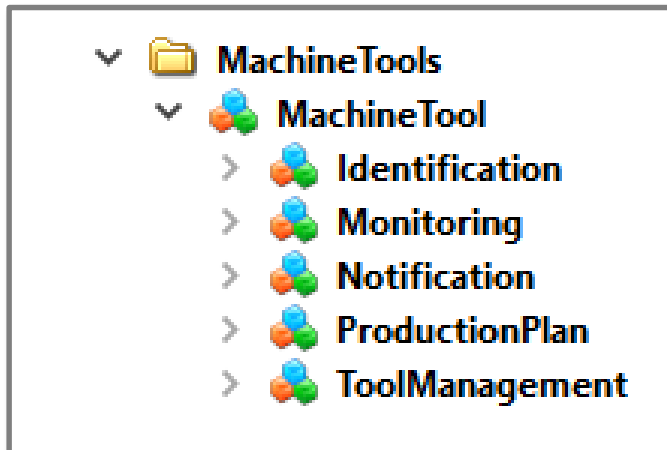 MachineTools
MachineTool
Identification
Monitoring
Notification
ProductionPlan
ToolManagement